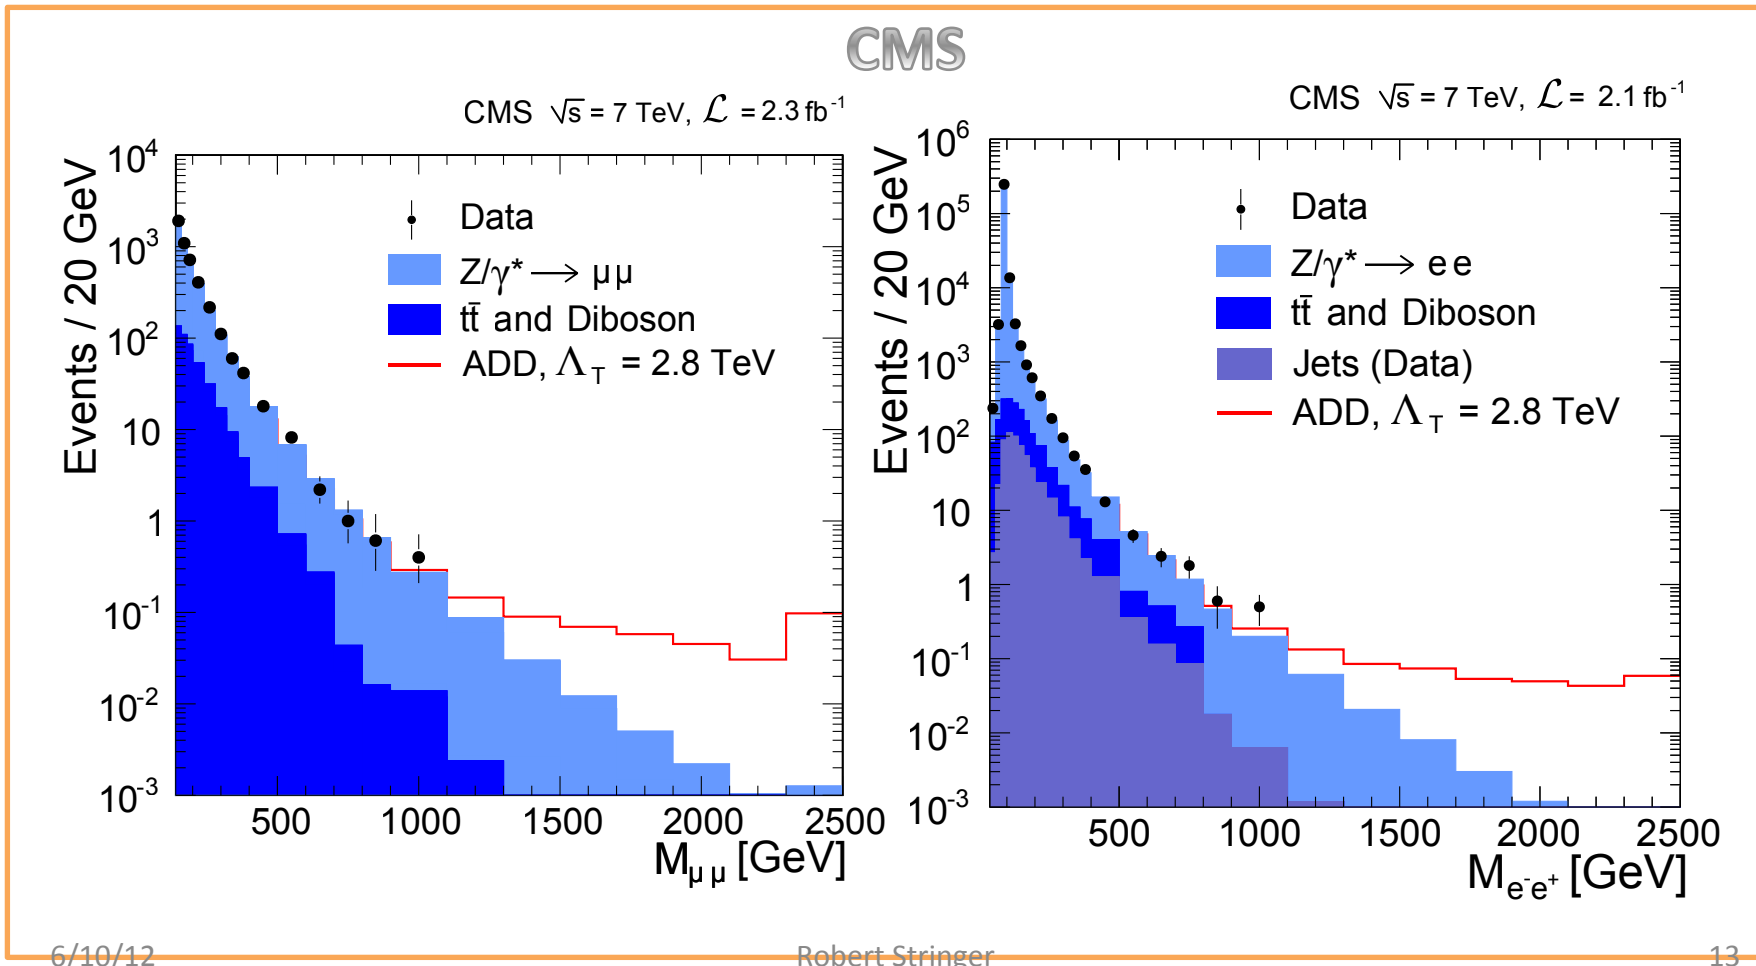 CMS
CMS √s = 7 TeV, ℒ = 2.3 fb⁻¹
Events / 20 GeV
10⁴
10³
10²
10
1
10⁻¹
10⁻²
10⁻³
Data
Z/γ* → μμ
tt̄ and Diboson
ADD, Λ_T = 2.8 TeV
500 1000 1500 2000 2500
M_μμ [GeV]
CMS √s = 7 TeV, ℒ = 2.1 fb⁻¹
Events / 20 GeV
10⁶
10⁵
10⁴
10³
10²
10
1
10⁻¹
10⁻²
10⁻³
Data
Z/γ* → e e
tt̄ and Diboson
Jets (Data)
ADD, Λ_T = 2.8 TeV
500 1000 1500 2000 2500
M_e⁻e⁺ [GeV]
6/10/12 Robert Stringer 13